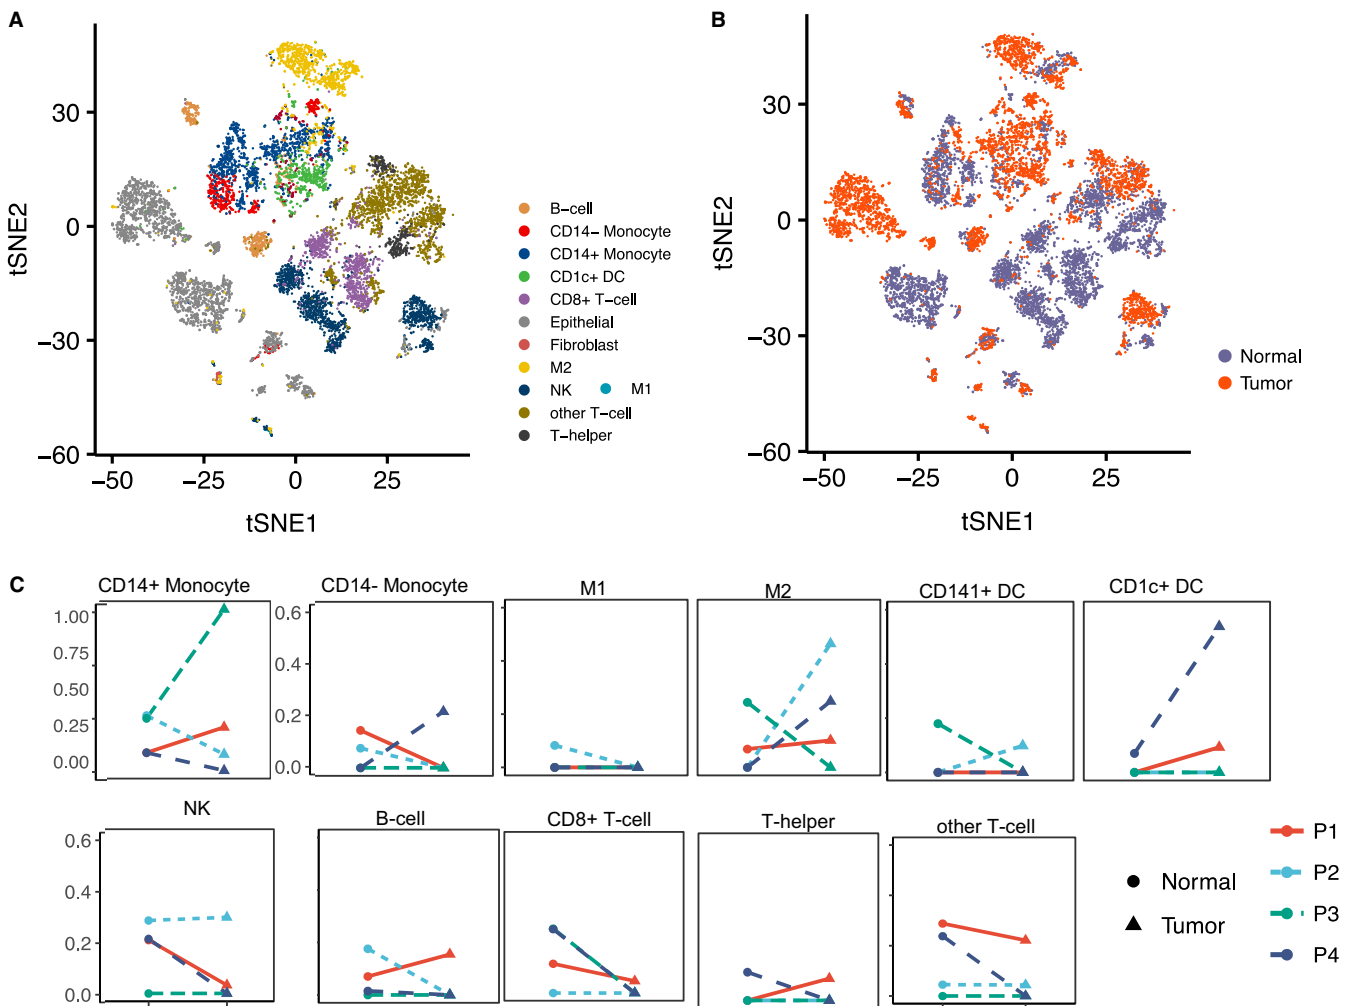 A
B
tSNE2
30
0
−30
−60
−50
−25
0
25
tSNE1
B−cell
CD14− Monocyte
CD14+ Monocyte
CD1c+ DC
CD8+ T−cell
Epithelial
Fibroblast
M2
NK
M1
other T−cell
T−helper
tSNE2
30
0
−30
−60
−50
−25
0
25
tSNE1
Normal
Tumor
C
CD14+ Monocyte
CD14- Monocyte
M1
M2
CD141+ DC
CD1c+ DC
1.00
0.75
0.50
0.25
0.00
0.6
0.4
0.2
0.0
NK
B-cell
CD8+ T-cell
T-helper
other T-cell
0.6
0.4
0.2
0.0
Normal
Tumor
P1
P2
P3
P4